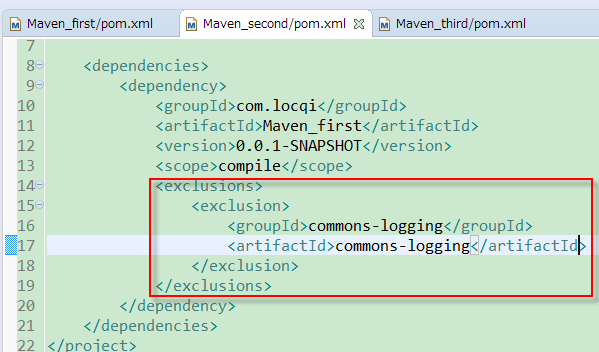 Maven_first/pom.xml Maven_second/pom.xml Maven_third/pom.xml
7
8 <dependencies>
9 <dependency>
10 <groupId>com.locqi</groupId>
11 <artifactId>Maven_first</artifactId>
12 <version>0.0.1-SNAPSHOT</version>
13 <scope>compile</scope>
14 <exclusions>
15 <exclusion>
16 <groupId>commons-logging</groupId>
17 <artifactId>commons-logging</artifactId>
18 </exclusion>
19 </exclusions>
20 </dependency>
21 </dependencies>
22 </project>